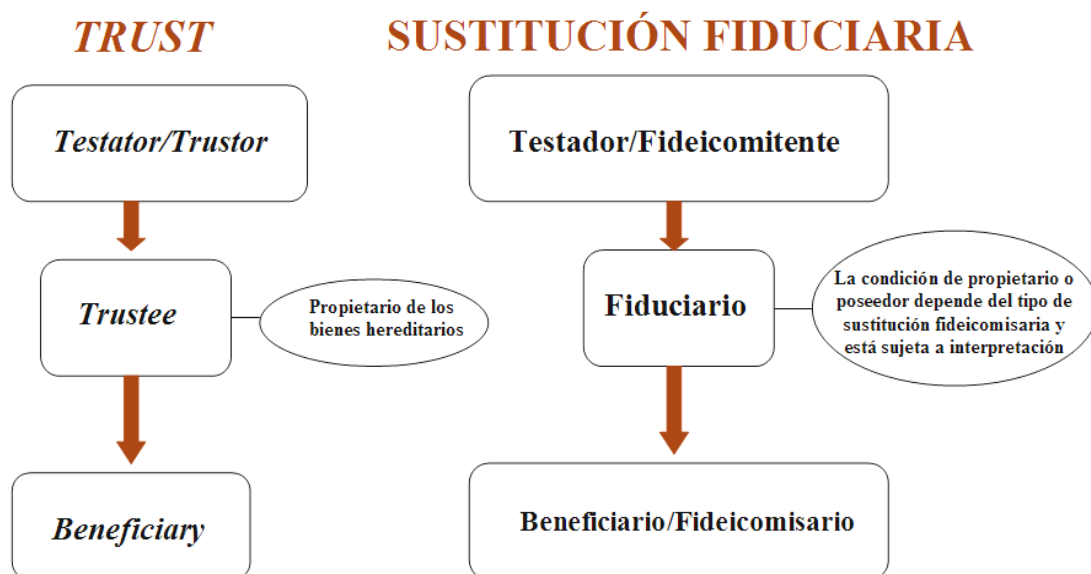 TRUST
SUSTITUCIÓN FIDUCIARIA
Testator/Trustor
Testador/Fideicomitente
Trustee
Propietario de los
bienes hereditarios
Fiduciario
La condición de propietario o
poseedor depende del tipo de
sustitución fideicomisaria y
está sujeta a interpretación
Beneficiary
Beneficiario/Fideicomisario